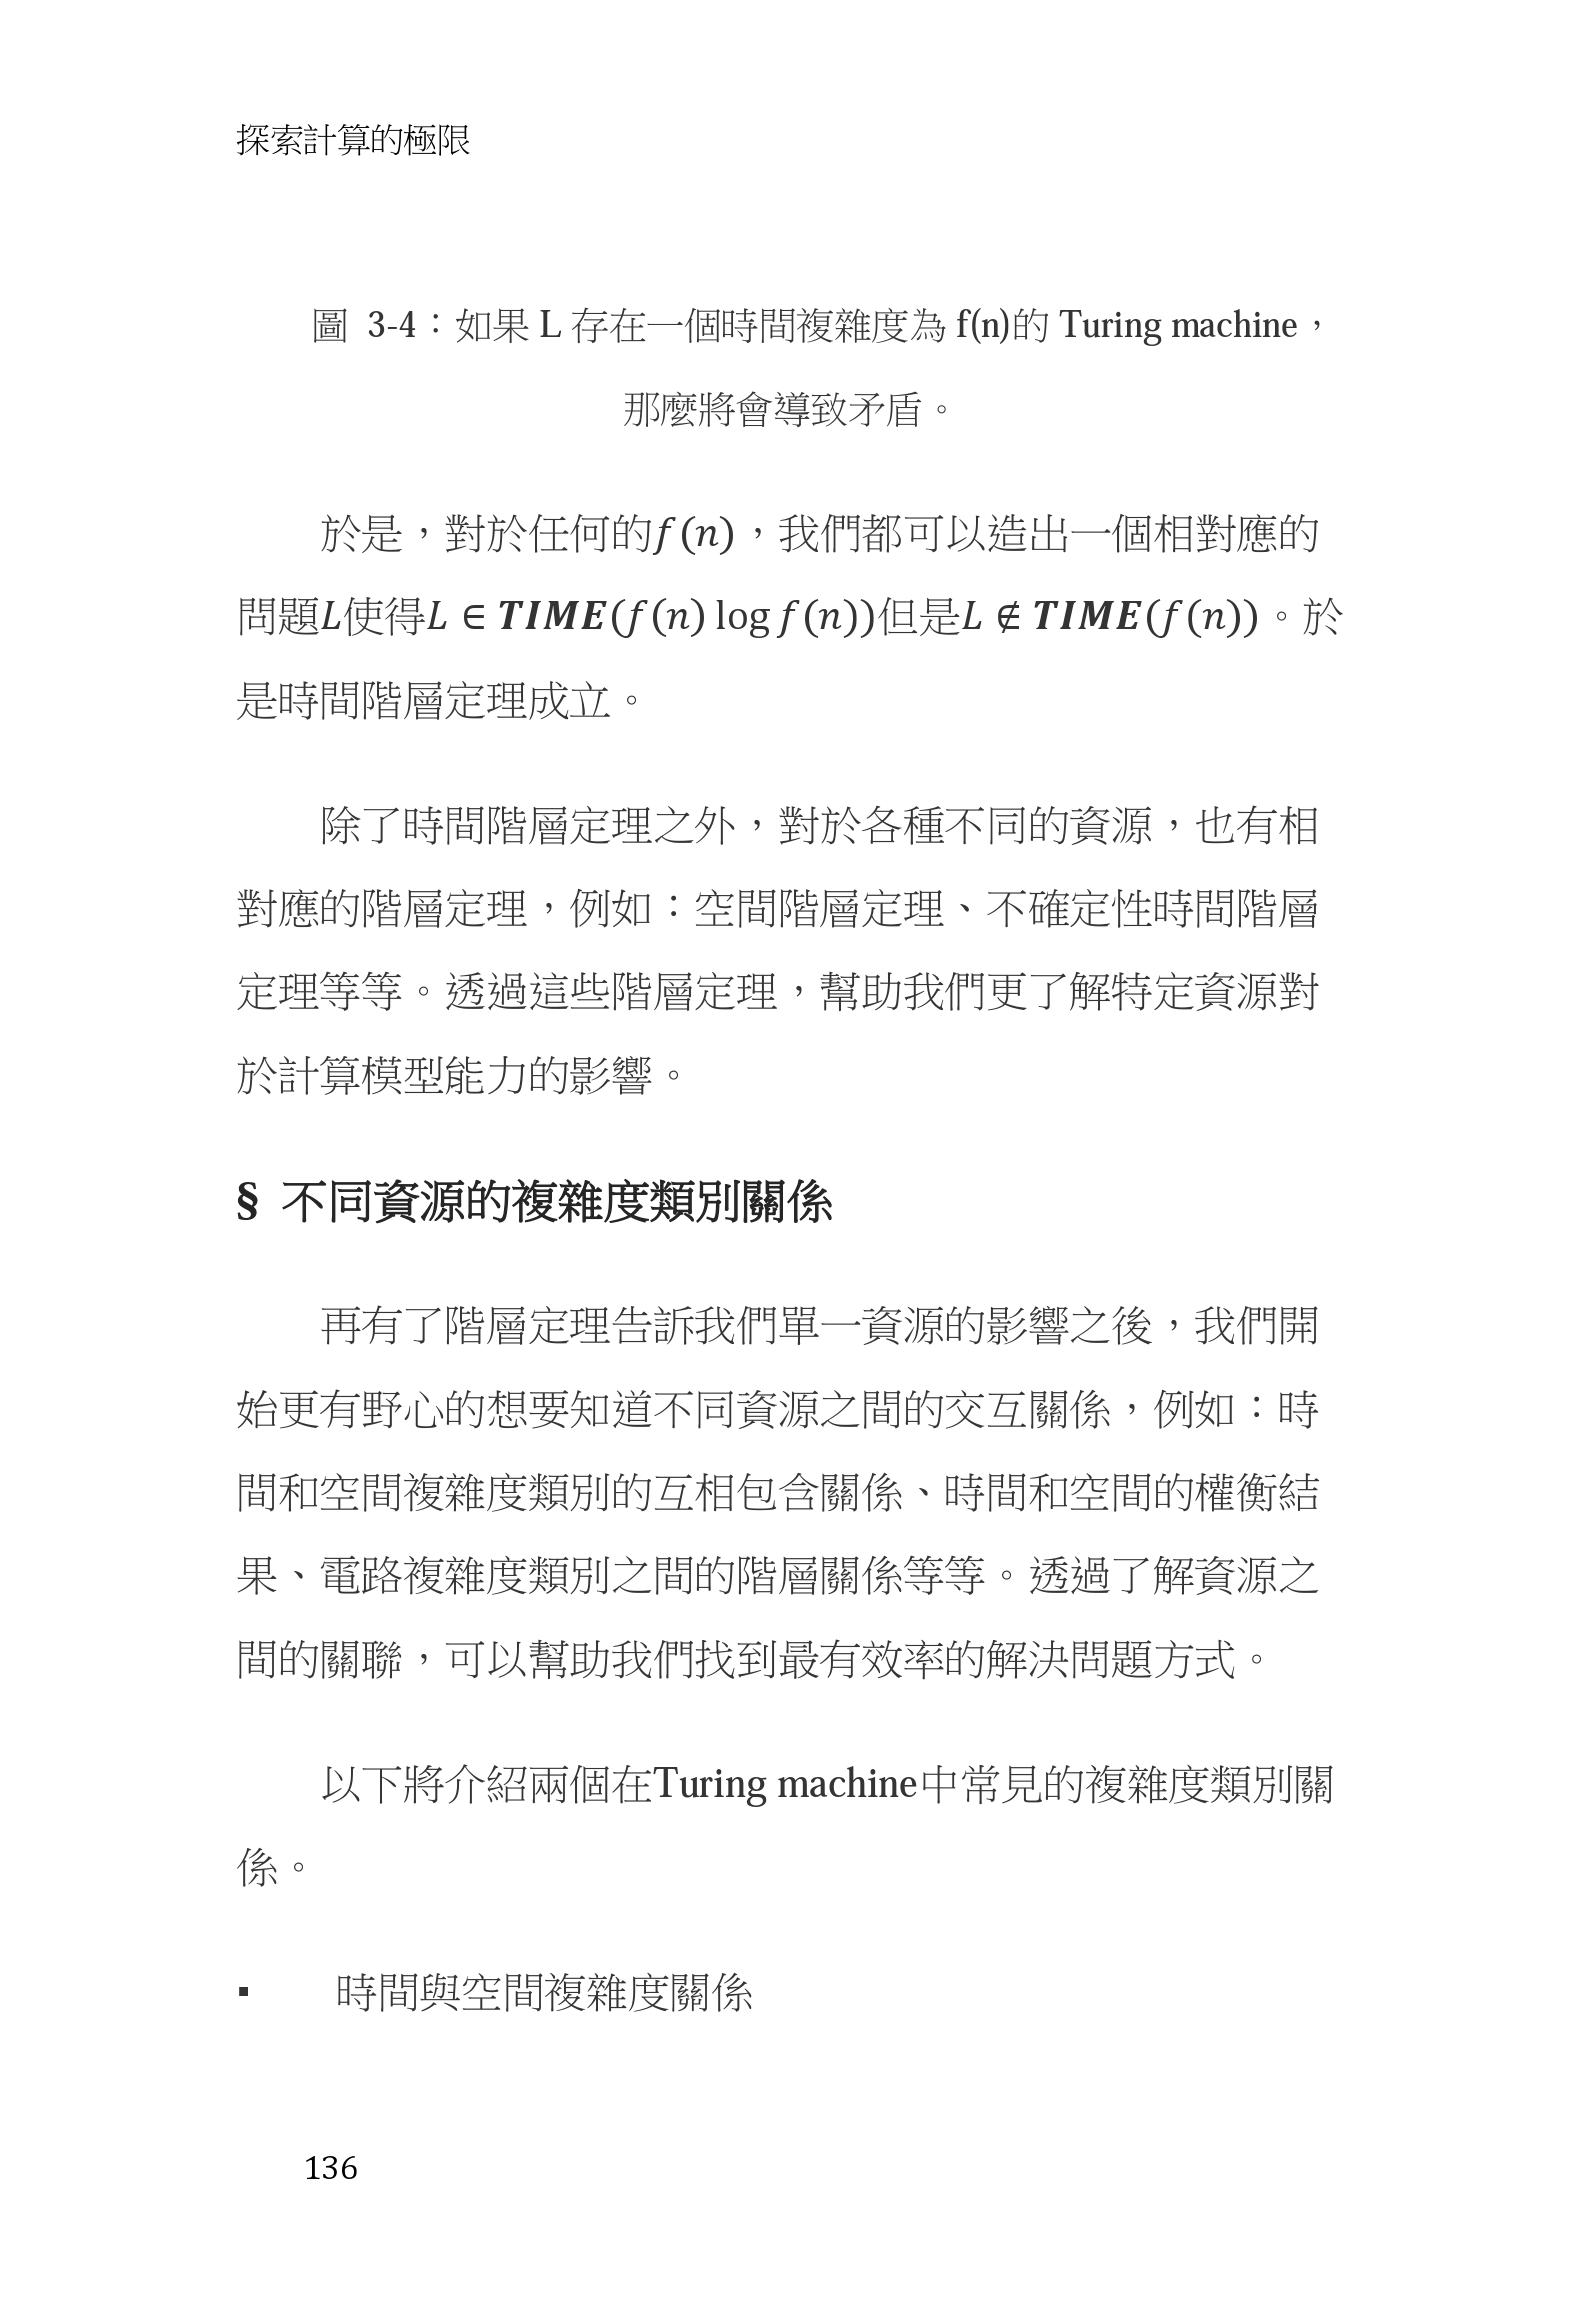 探索計算的極限
圖 3-4：如果 L 存在一個時間複雜度為 f(n)的 Turing machine，
那麼將會導致矛盾。
於是，對於任何的f(n)，我們都可以造出一個相對應的
問題L使得L ∈ TIME(f(n) log f(n))但是L ∉ TIME(f(n))。於
是時間階層定理成立。
除了時間階層定理之外，對於各種不同的資源，也有相
對應的階層定理，例如：空間階層定理、不確定性時間階層
定理等等。透過這些階層定理，幫助我們更了解特定資源對
於計算模型能力的影響。
§ 不同資源的複雜度類別關係
再有了階層定理告訴我們單一資源的影響之後，我們開
始更有野心的想要知道不同資源之間的交互關係，例如：時
間和空間複雜度類別的互相包含關係、時間和空間的權衡結
果、電路複雜度類別之間的階層關係等等。透過了解資源之
間的關聯，可以幫助我們找到最有效率的解決問題方式。
以下將介紹兩個在Turing machine中常見的複雜度類別關
係。
▪ 時間與空間複雜度關係
136